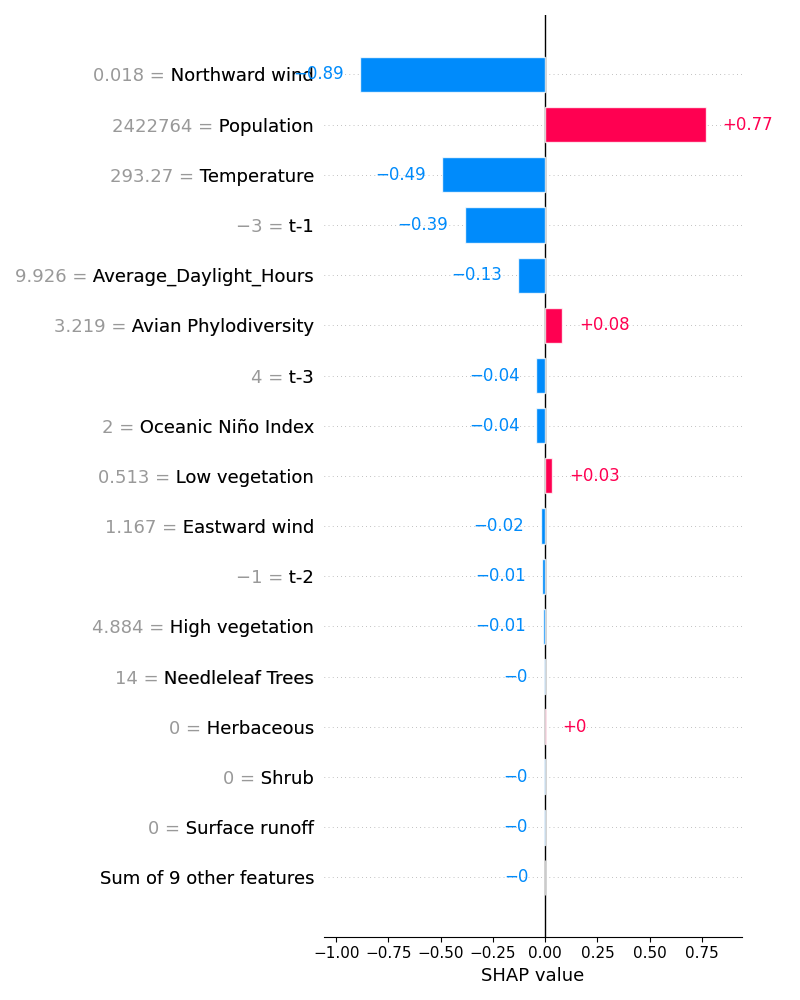 0.018 = Northward wind −0.89
2422764 = Population +0.77
293.27 = Temperature −0.49
−3 = t-1 −0.39
9.926 = Average_Daylight_Hours −0.13
3.219 = Avian Phylodiversity +0.08
4 = t-3 −0.04
2 = Oceanic Niño Index −0.04
0.513 = Low vegetation +0.03
1.167 = Eastward wind −0.02
−1 = t-2 −0.01
4.884 = High vegetation −0.01
14 = Needleleaf Trees −0
0 = Herbaceous +0
0 = Shrub −0
0 = Surface runoff −0
Sum of 9 other features −0
−1.00 −0.75 −0.50 −0.25 0.00 0.25 0.50 0.75
SHAP value